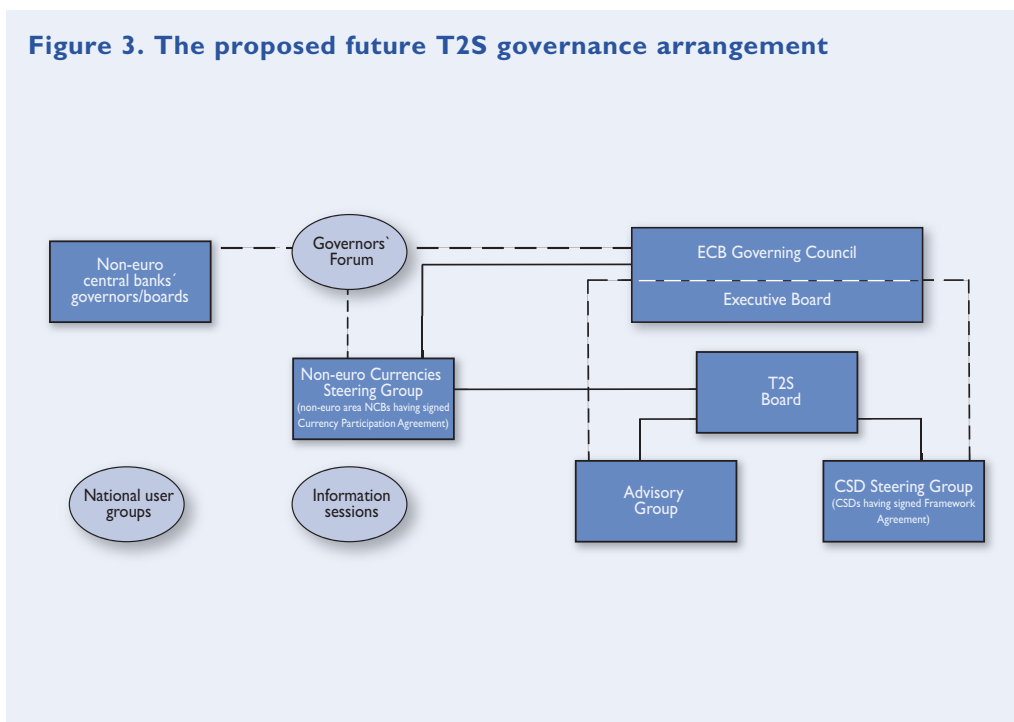 Figure 3. The proposed future T2S governance arrangement
Governors`
Forum
Non-euro
central banks´
governors/boards
ECB Governing Council
Executive Board
Non-euro Currencies
Steering Group
(non-euro area NCBs having signed
Currency Participation Agreement)
T2S
Board
National user
groups
Information
sessions
Advisory
Group
CSD Steering Group
(CSDs having signed Framework
Agreement)